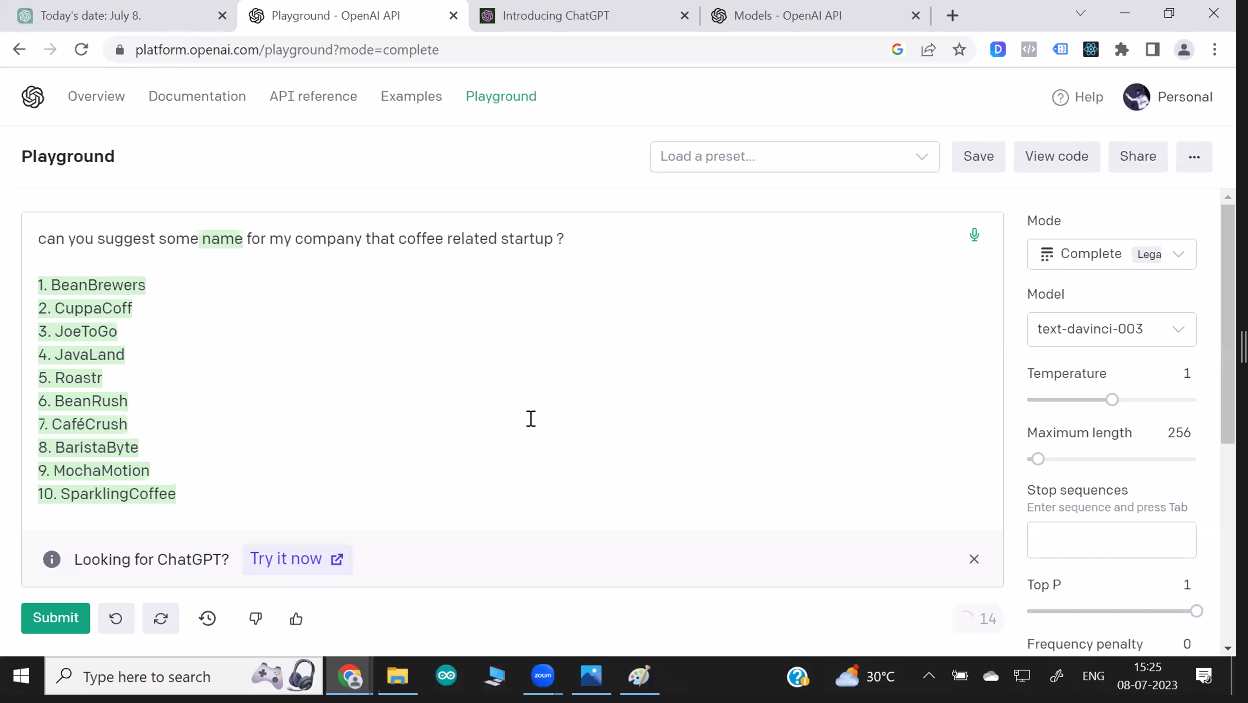 Today's date: July 8.
Playground - OpenAI API
Introducing ChatGPT
Models - OpenAI API
platform.openai.com/playground?mode=complete
Overview Documentation API reference Examples Playground Help Personal
Playground
Load a preset... Save View code Share ...
can you suggest some name for my company that coffee related startup ?
1. BeanBrewers
2. CuppaCoff
3. JoeToGo
4. JavaLand
5. Roastr
6. BeanRush
7. CaféCrush
8. BaristaByte
9. MochaMotion
10. SparklingCoffee
Looking for ChatGPT? Try it now
Submit
14
Mode
Complete Lega
Model
text-davinci-003
Temperature 1
Maximum length 256
Stop sequences
Enter sequence and press Tab
Top P 1
Frequency penalty 0
Type here to search
zoom
30°C
ENG
15:25
08-07-2023